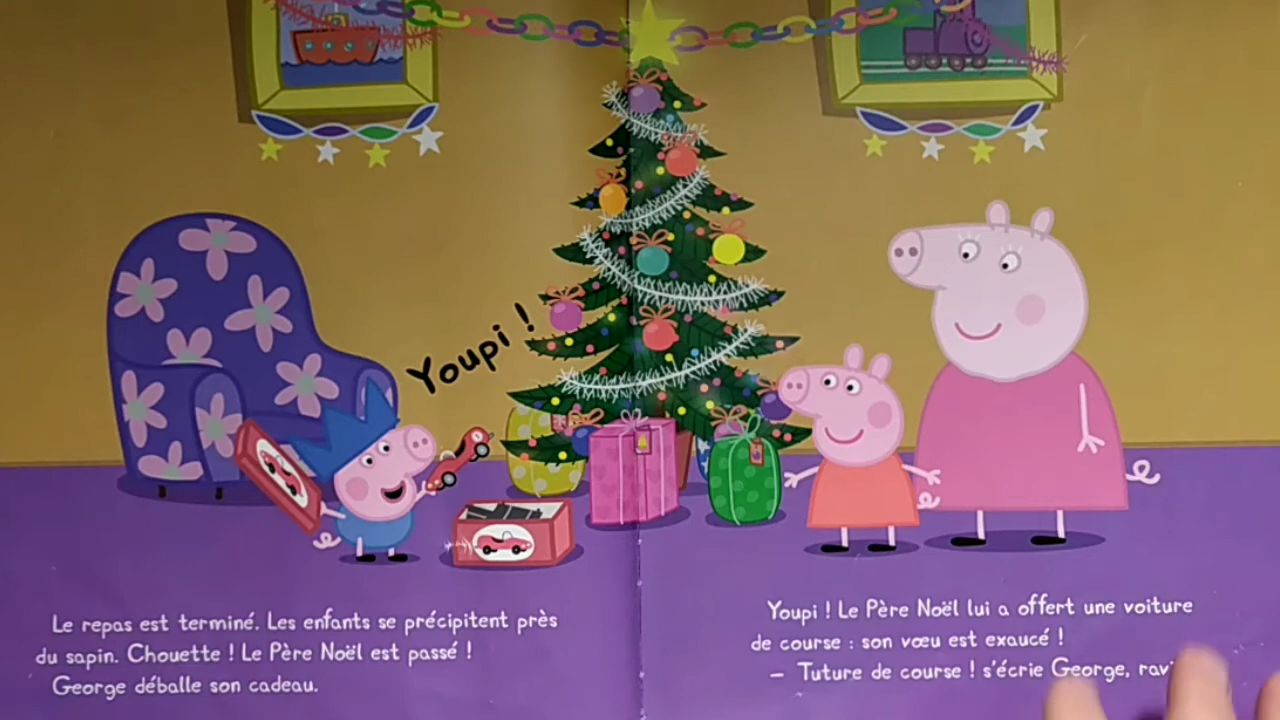 Youpi !
Le repas est terminé. Les enfants se précipitent près
du sapin. Chouette ! Le Père Noël est passé !
George déballe son cadeau.
Youpi ! Le Père Noël lui a offert une voiture
de course : son vœu est exaucé !
– Tuture de course ! s'écrie George,